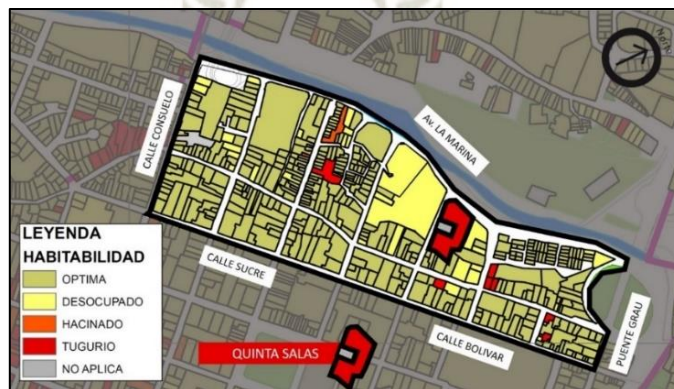 Norte
CALLE CONSUELO
AV. LA MARINA
CALLE SUCRE
CALLE BOLIVAR
PUENTE GRAU
LEYENDA
HABITABILIDAD
OPTIMA
DESOCUPADO
HACINADO
TUGURIO
NO APLICA
QUINTA SALAS